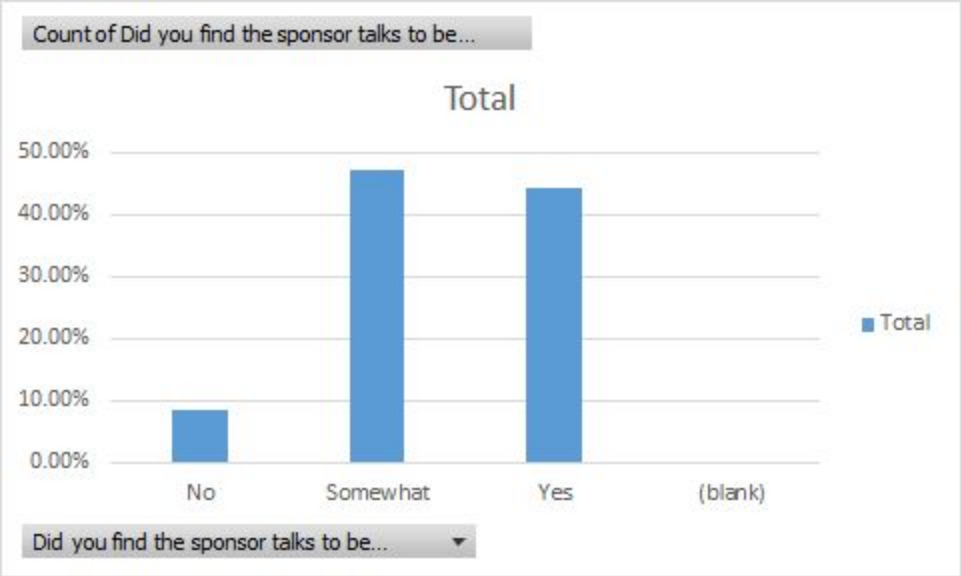 Count of Did you find the sponsor talks to be...
Total
50.00%
40.00%
30.00%
20.00%
10.00%
0.00%
No Somewhat Yes (blank)
Total
Did you find the sponsor talks to be...